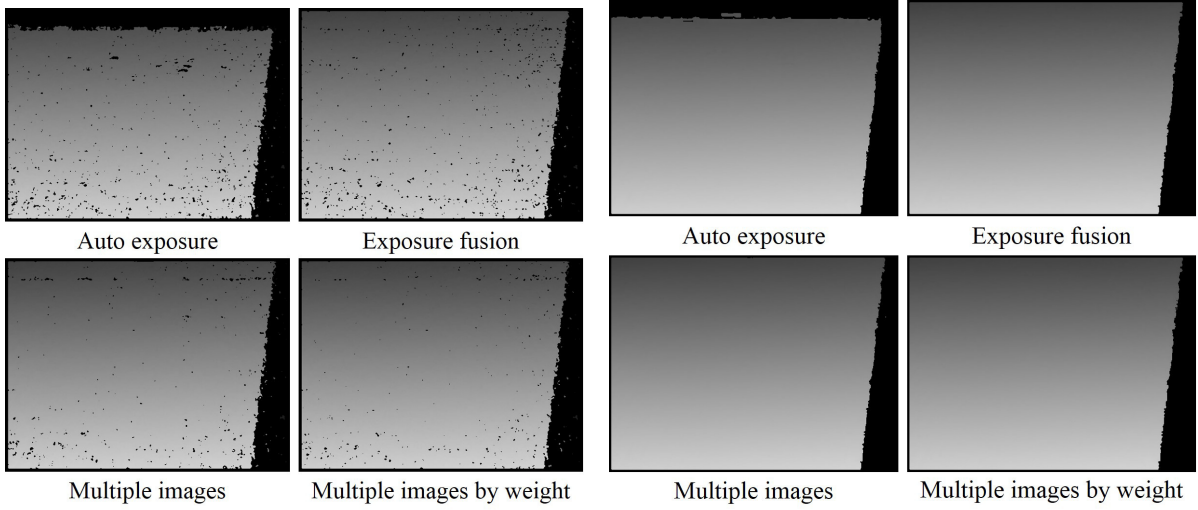 Auto exposure
Exposure fusion
Auto exposure
Exposure fusion
Multiple images
Multiple images by weight
Multiple images
Multiple images by weight